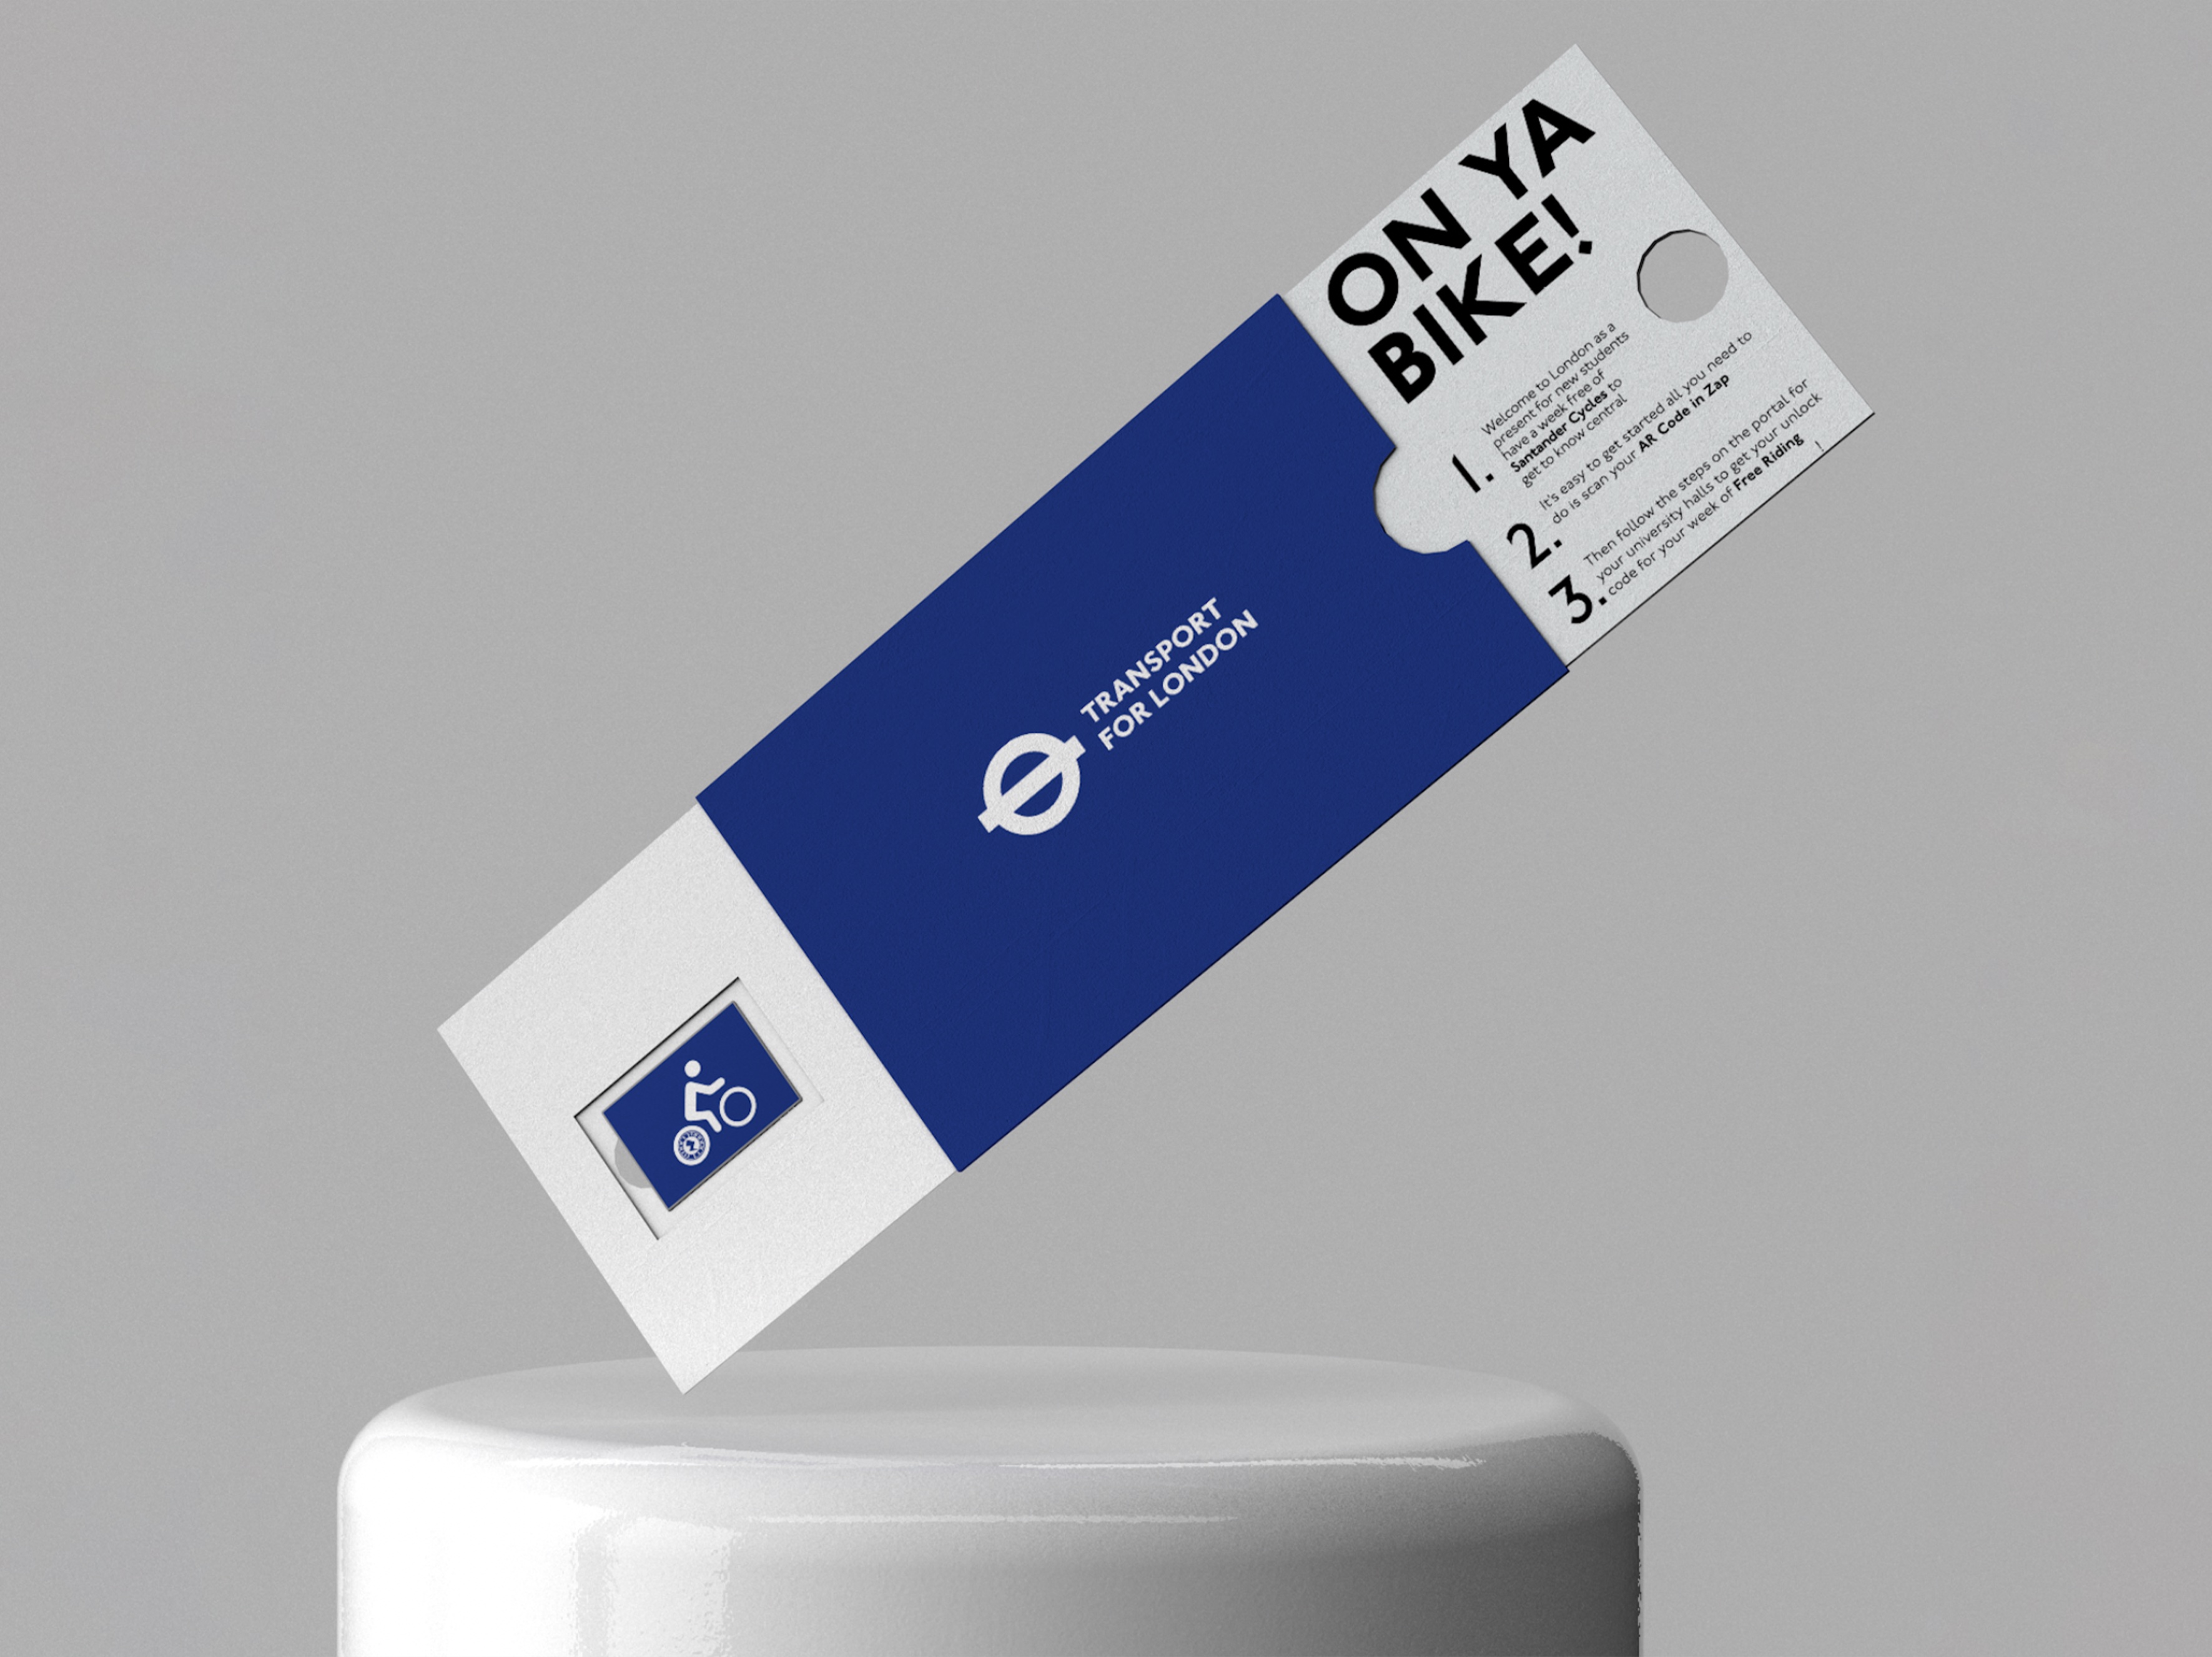 ON YA
BIKE!
1.
Welcome to London as a
present for new students
have a week free of
Santander Cycles to
get to know central
2.
It's easy to get started all you need to
do is scan your AR Code in Zap
3.
Then follow the steps on the portal for
your university halls to get your unlock
code for your week of Free Riding
!
TRANSPORT
FOR LONDON